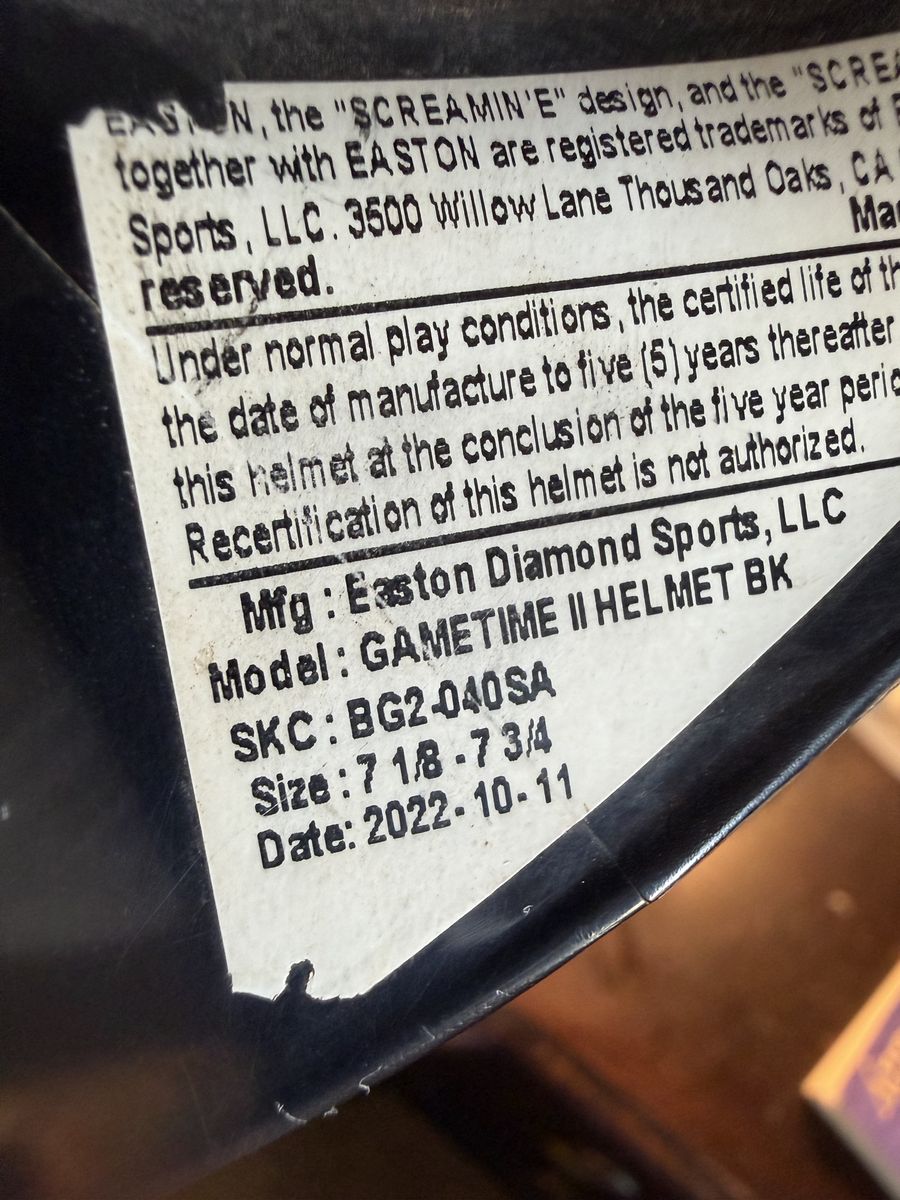 EASTON, the "SCREAMIN'E" design, and the "SCREA
together with EASTON are registered trademarks of
Sports, LLC. 3500 Willow Lane Thousand Oaks, CA
reserved.
Under normal play conditions, the certified life of th
the date of manufacture to five (5) years thereafter
this helmet at the conclusion of the five year perio
Recertification of this helmet is not authorized.
Mfg : Easton Diamond Sports, LLC
Model : GAMETIME II HELMET BK
SKC : BG2-040SA
Size : 7 1/8 - 7 3/4
Date: 2022-10-11